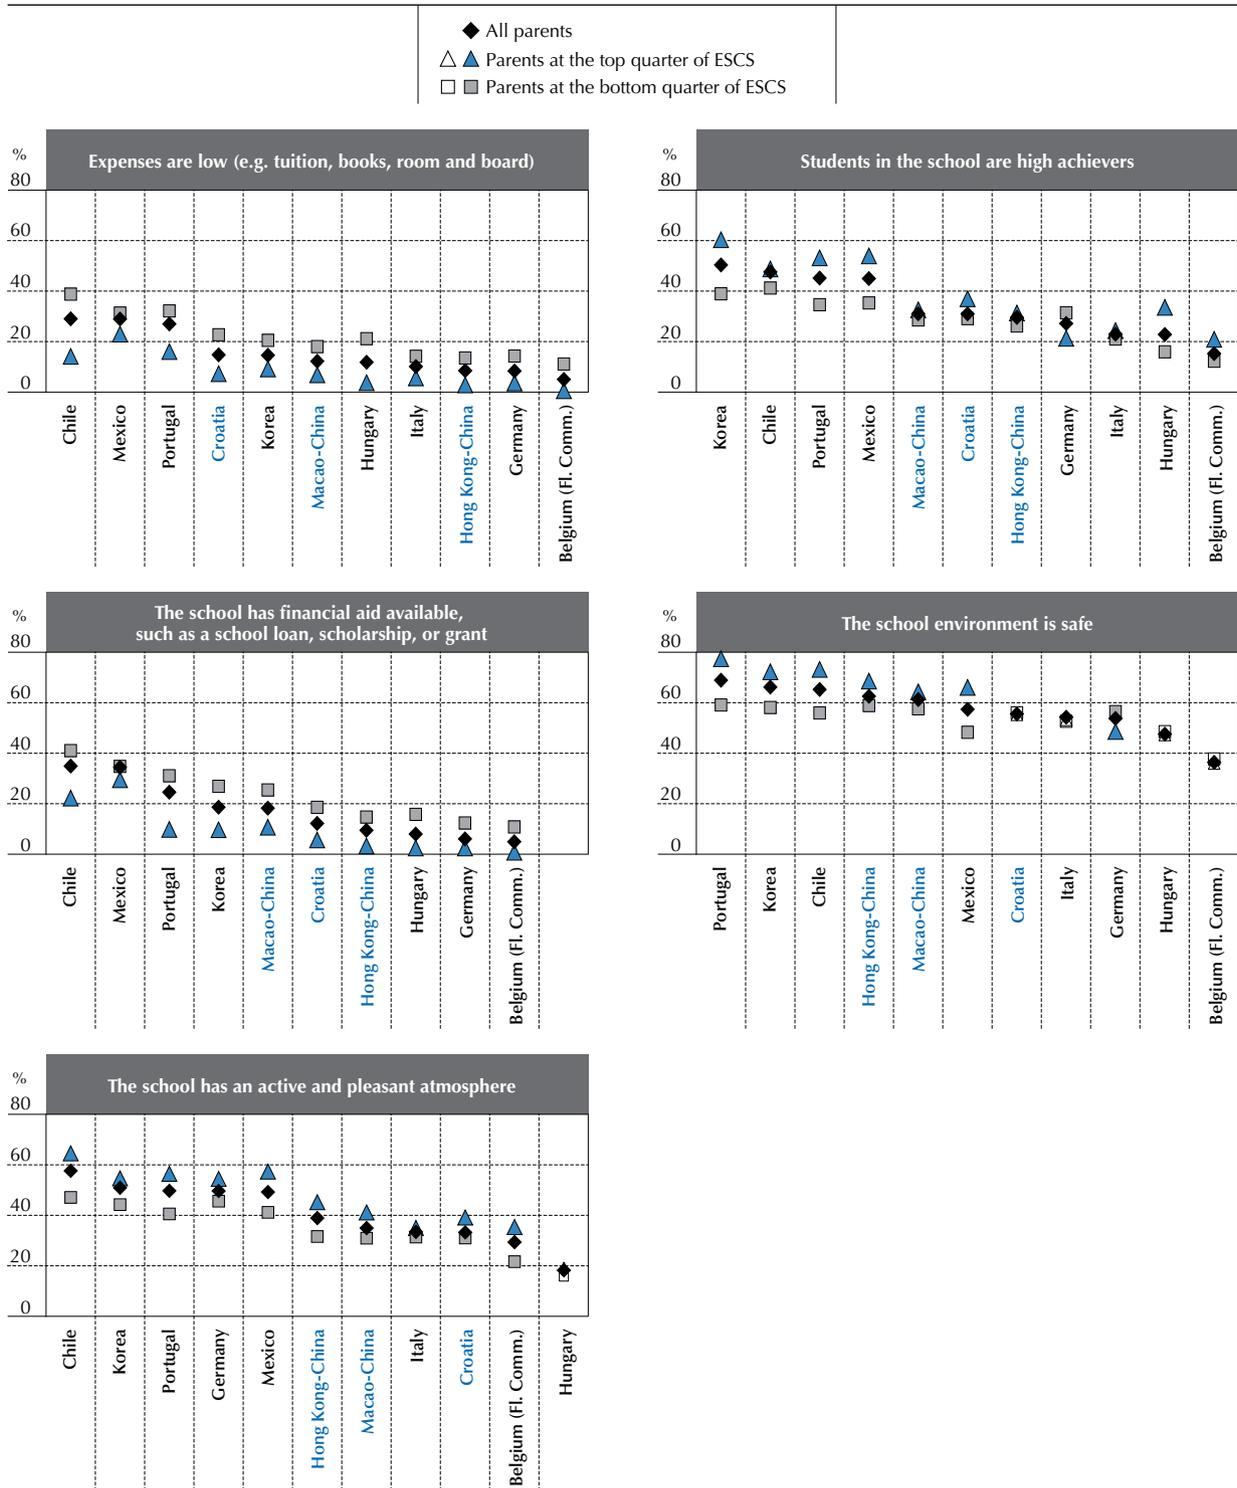 All parents
Parents at the top quarter of ESCS
Parents at the bottom quarter of ESCS
Expenses are low (e.g. tuition, books, room and board)
%
80
60
40
20
0
Chile
Mexico
Portugal
Croatia
Korea
Macao-China
Hungary
Italy
Hong Kong-China
Germany
Belgium (Fl. Comm.)
Students in the school are high achievers
%
80
60
40
20
0
Korea
Chile
Portugal
Mexico
Macao-China
Croatia
Hong Kong-China
Germany
Italy
Hungary
Belgium (Fl. Comm.)
The school has financial aid available,
such as a school loan, scholarship, or grant
%
80
60
40
20
0
Chile
Mexico
Portugal
Korea
Macao-China
Croatia
Hong Kong-China
Hungary
Germany
Belgium (Fl. Comm.)
The school environment is safe
%
80
60
40
20
0
Portugal
Korea
Chile
Hong Kong-China
Macao-China
Mexico
Croatia
Italy
Germany
Hungary
Belgium (Fl. Comm.)
The school has an active and pleasant atmosphere
%
80
60
40
20
0
Chile
Korea
Portugal
Germany
Mexico
Hong Kong-China
Macao-China
Italy
Croatia
Belgium (Fl. Comm.)
Hungary